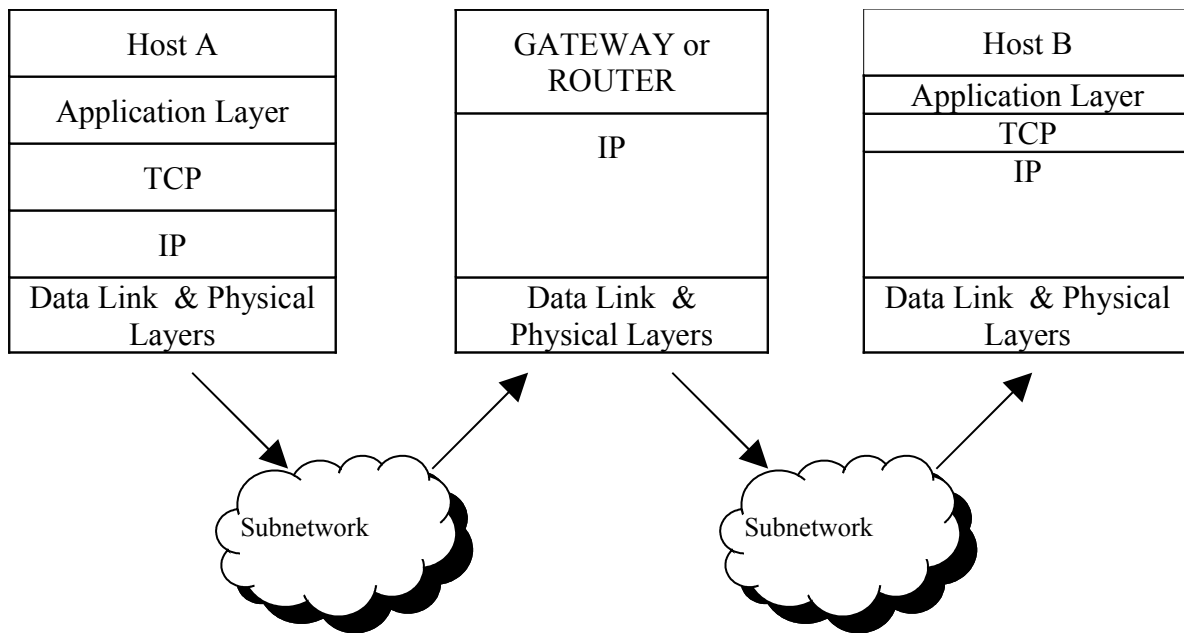 Host A
Application Layer
TCP
IP
Data Link & Physical
Layers
GATEWAY or
ROUTER
IP
Data Link &
Physical Layers
Host B
Application Layer
TCP
IP
Data Link & Physical
Layers
Subnetwork
Subnetwork